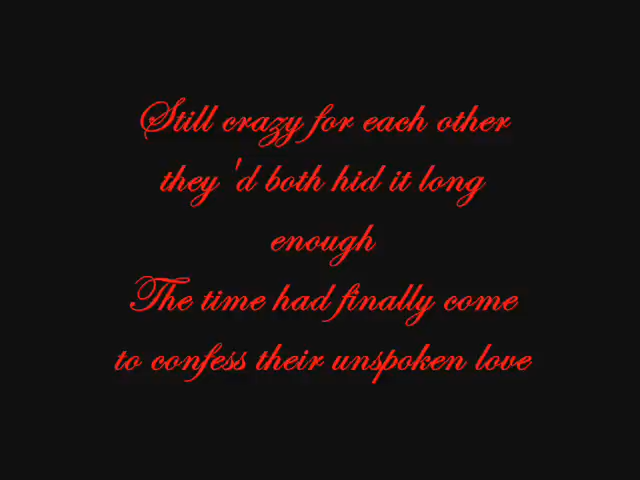 Still crazy for each other
they 'd both hid it long
enough
The time had finally come
to confess their unspoken love